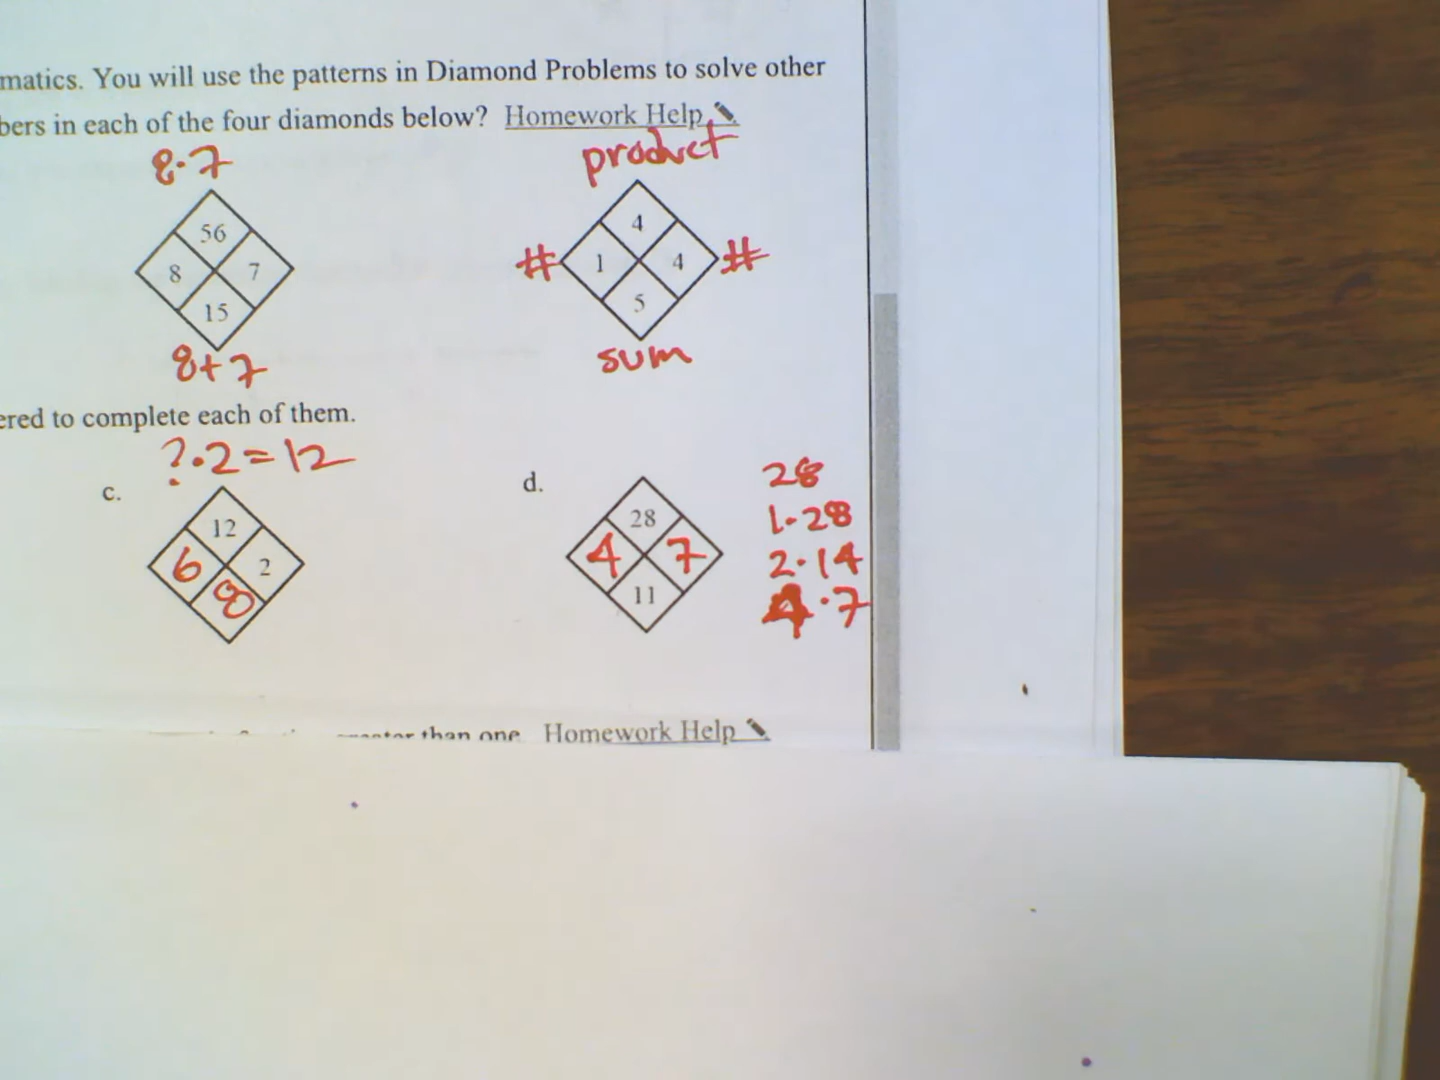 matics. You will use the patterns in Diamond Problems to solve other
bers in each of the four diamonds below? Homework Help
8·7
product
56
8 7
15
8+7
4
# 1 4 #
5
sum
ered to complete each of them.
?·2=12
c.
12
6 2
8
d.
28
4 7
11
28
1·28
2·14
4·7
than one Homework Help